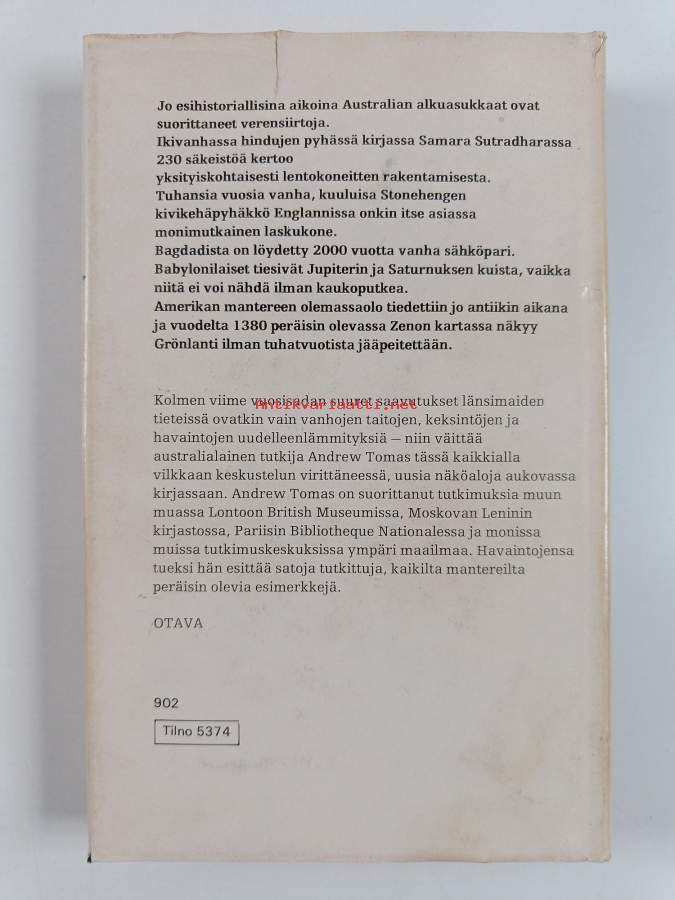 Jo esihistoriallisina aikoina Australian alkuasukkaat ovat
suorittaneet verensiirtoja.
Ikivanhassa hindujen pyhässä kirjassa Samara Sutradharassa
230 säkeistöä kertoo
yksityiskohtaisesti lentokoneitten rakentamisesta.
Tuhansia vuosia vanha, kuuluisa Stonehengen
kivikehäpyhäkkö Englannissa onkin itse asiassa
monimutkainen laskukone.
Bagdadista on löydetty 2000 vuotta vanha sähköpari.
Babylonilaiset tiesivät Jupiterin ja Saturnuksen kuista, vaikka
niitä ei voi nähdä ilman kaukoputkea.
Amerikan mantereen olemassaolo tiedettiin jo antiikin aikana
ja vuodelta 1380 peräisin olevassa Zenon kartassa näkyy
Grönlanti ilman tuhatvuotista jääpeitettään.
Kolmen viime vuosisadan suuret saavutukset länsimaiden
Antikvariaatti.net
tieteissä ovatkin vain vanhojen taitojen, keksintöjen ja
havaintojen uudelleenlämmityksiä — niin väittää
australialainen tutkija Andrew Tomas tässä kaikkialla
vilkkaan keskustelun virittäneessä, uusia näköaloja aukovassa
kirjassaan. Andrew Tomas on suorittanut tutkimuksia muun
muassa Lontoon British Museumissa, Moskovan Leninin
kirjastossa, Pariisin Bibliotheque Nationalessa ja monissa
muissa tutkimuskeskuksissa ympäri maailmaa. Havaintojensa
tueksi hän esittää satoja tutkittuja, kaikilta mantereilta
peräisin olevia esimerkkejä.
OTAVA
902
Tilno 5374